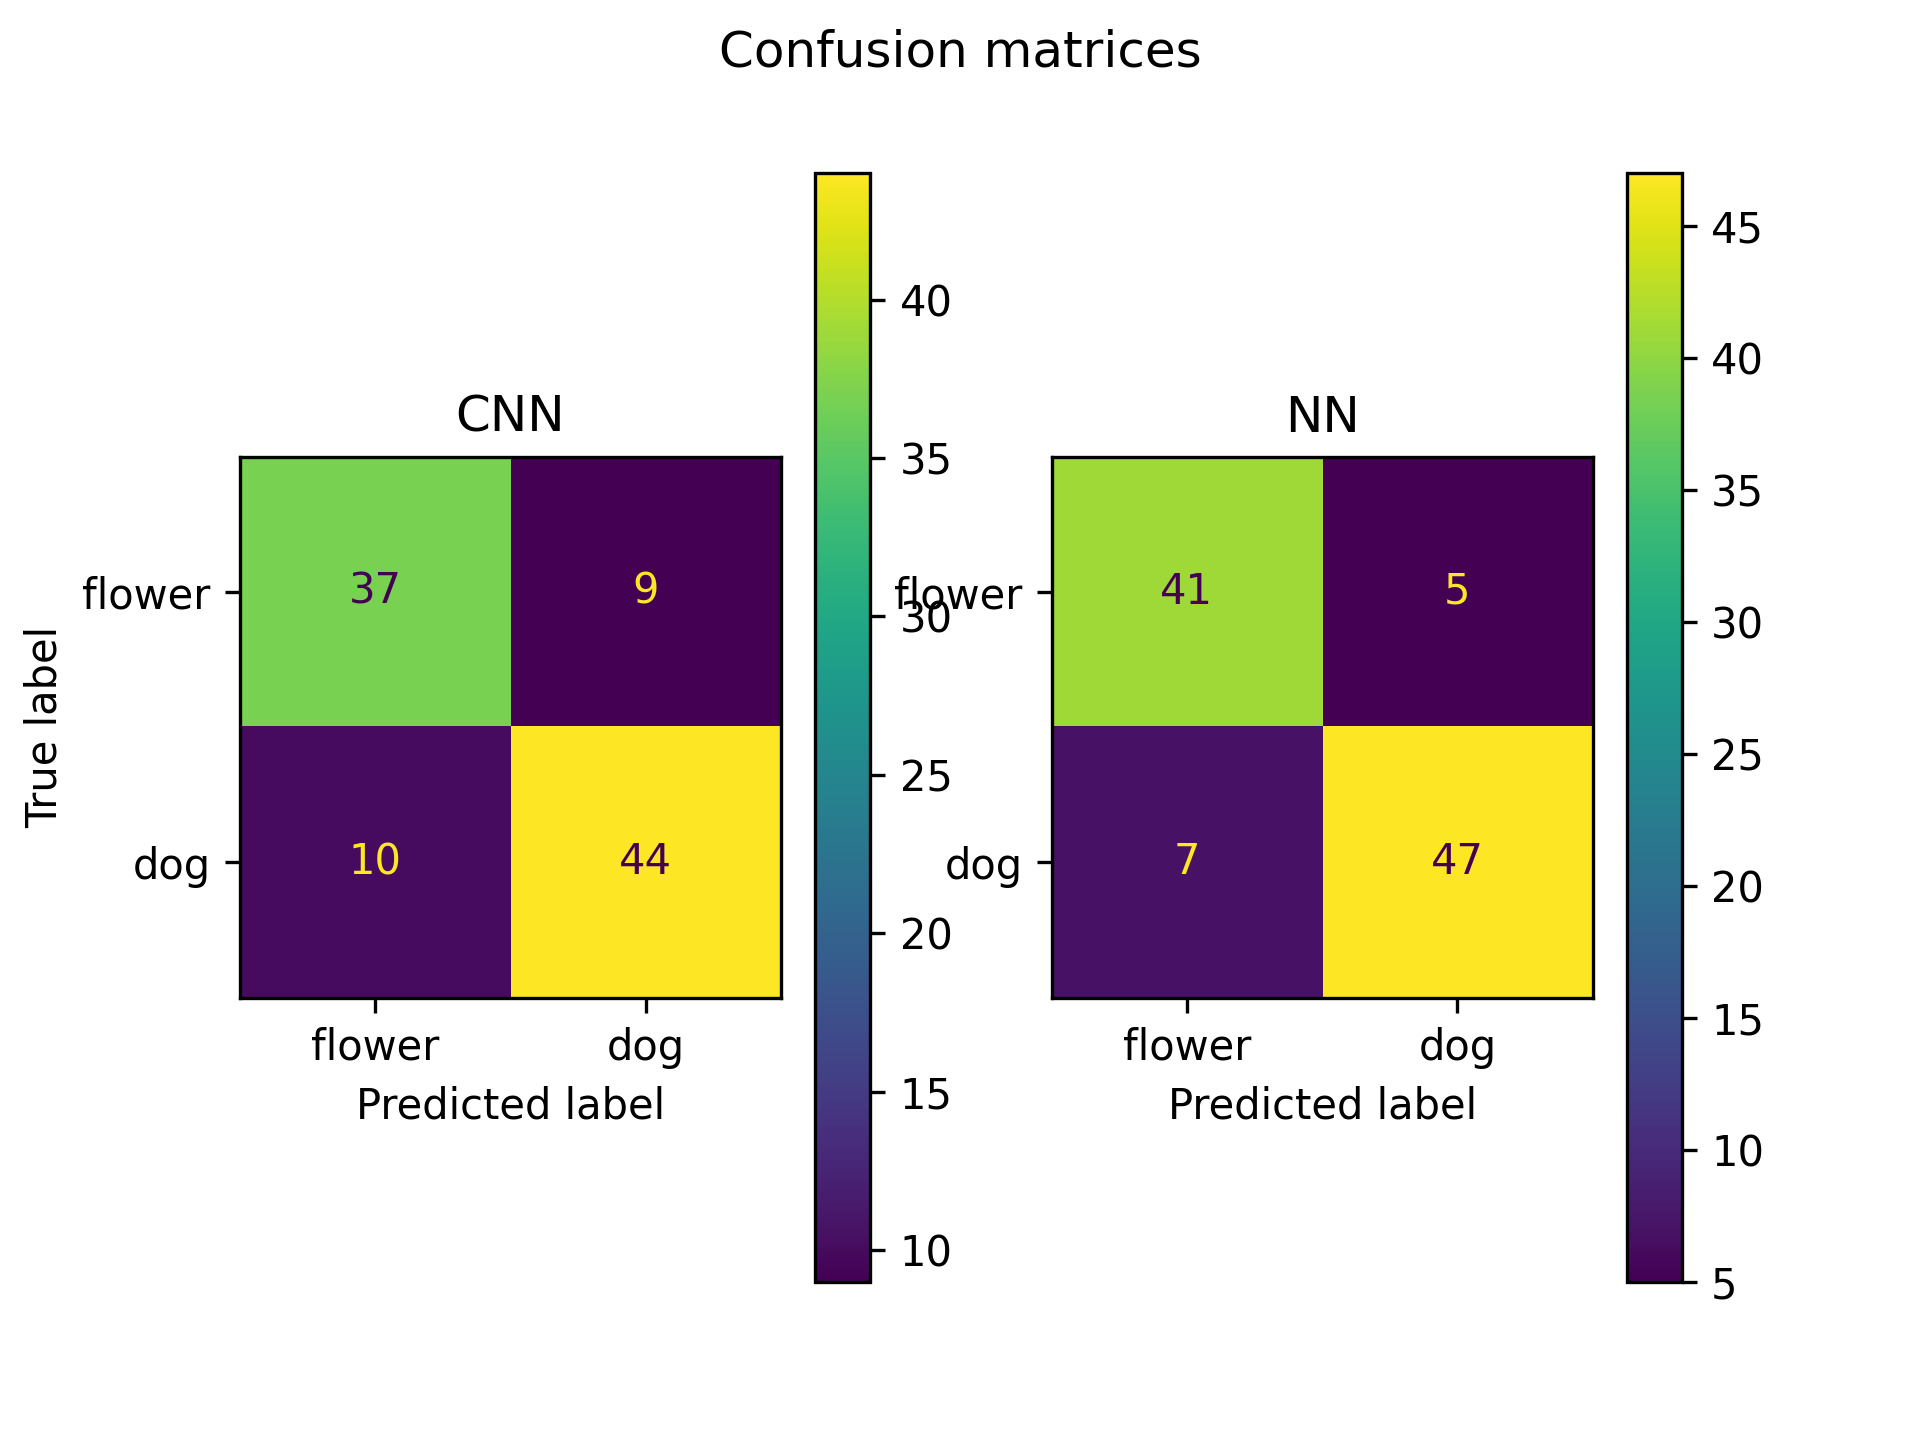 Confusion matrices
CNN
True label
flower
dog
37 9
10 44
flower dog
Predicted label
40
35
30
25
20
15
10
NN
flower
dog
41 5
7 47
flower dog
Predicted label
45
40
35
30
25
20
15
10
5